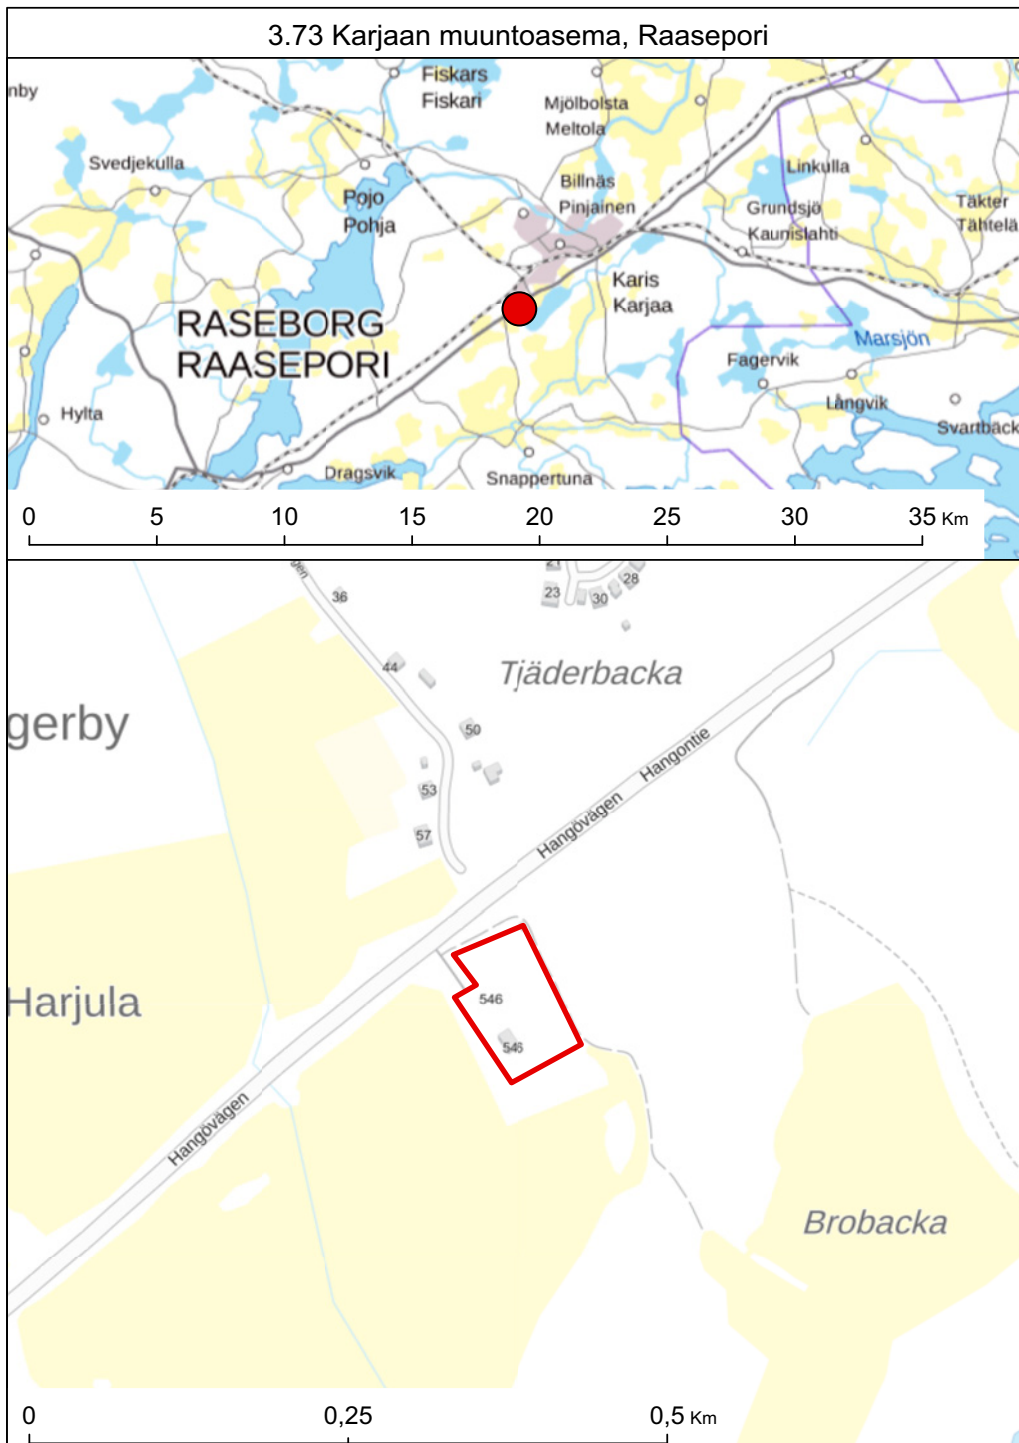 3.73 Karjaan muuntoasema, Raasepori
nby
Fiskars
Fiskari
Mjölbolsta
Meltola
Svedjekulla
Linkulla
Billnäs
Pinjainen
Pojo
Pohja
Grundsjö
Kaunislahti
Täkter
Tähtelä
Karis
Karjaa
RASEBORG
RAASEPORI
Marsjön
Fagervik
Långvik
Hylta
Svartbäck
Dragsvik
Snappertuna
0 5 10 15 20 25 30 35 Km
gen
21
28
23
30
36
44
Tjäderbacka
50
gerby
Hangontie
53
Hangövägen
57
546
Harjula
546
Hangövägen
Brobacka
0 0,25 0,5 Km